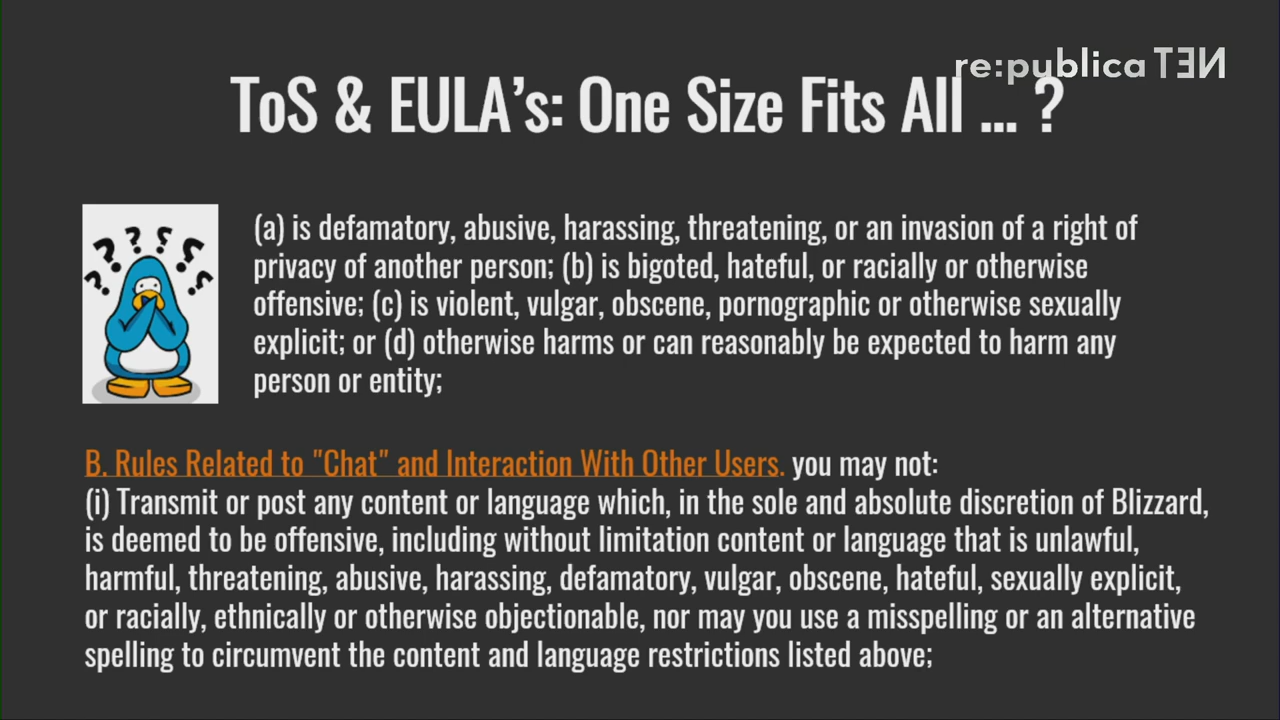 re:publica TEN
ToS & EULA’s: One Size Fits All ... ?
(a) is defamatory, abusive, harassing, threatening, or an invasion of a right of
privacy of another person; (b) is bigoted, hateful, or racially or otherwise
offensive; (c) is violent, vulgar, obscene, pornographic or otherwise sexually
explicit; or (d) otherwise harms or can reasonably be expected to harm any
person or entity;
B. Rules Related to "Chat" and Interaction With Other Users. you may not:
(i) Transmit or post any content or language which, in the sole and absolute discretion of Blizzard,
is deemed to be offensive, including without limitation content or language that is unlawful,
harmful, threatening, abusive, harassing, defamatory, vulgar, obscene, hateful, sexually explicit,
or racially, ethnically or otherwise objectionable, nor may you use a misspelling or an alternative
spelling to circumvent the content and language restrictions listed above;